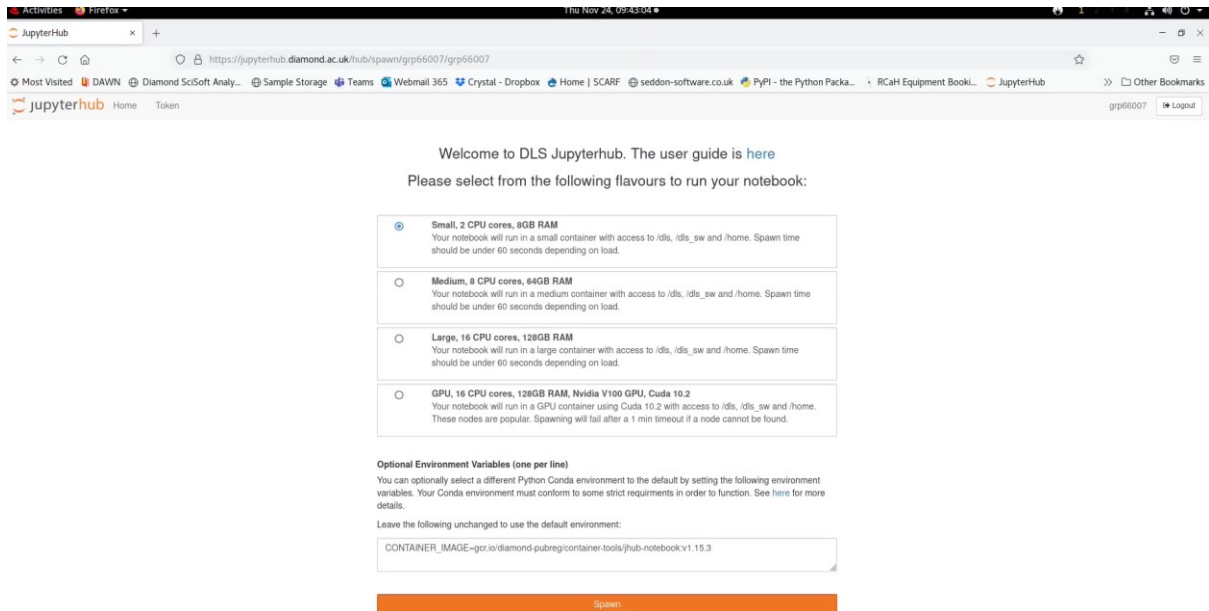 Activities Firefox Thu Nov 24, 09:43:04 1
JupyterHub × +
https://jupyterhub.diamond.ac.uk/hub/spawn/grp66007/grp66007
Most Visited DAWN Diamond SciSoft Analy... Sample Storage Teams Webmail 365 Crystal - Dropbox Home | SCARF seddon-software.co.uk PyPI - the Python Packa... RCaH Equipment Booki... JupyterHub Other Bookmarks
jupyterhub Home Token grp66007 Logout
Welcome to DLS Jupyterhub. The user guide is here
Please select from the following flavours to run your notebook:
Small, 2 CPU cores, 8GB RAM
Your notebook will run in a small container with access to /dls, /dls_sw and /home. Spawn time
should be under 60 seconds depending on load.
Medium, 8 CPU cores, 64GB RAM
Your notebook will run in a medium container with access to /dls, /dls_sw and /home. Spawn time
should be under 60 seconds depending on load.
Large, 16 CPU cores, 128GB RAM
Your notebook will run in a large container with access to /dls, /dls_sw and /home. Spawn time
should be under 60 seconds depending on load.
GPU, 16 CPU cores, 128GB RAM, Nvidia V100 GPU, Cuda 10.2
Your notebook will run in a GPU container using Cuda 10.2 with access to /dls, /dls_sw and /home.
These nodes are popular. Spawning will fail after a 1 min timeout if a node cannot be found.
Optional Environment Variables (one per line)
You can optionally select a different Python Conda environment to the default by setting the following environment
variables. Your Conda environment must conform to some strict requirments in order to function. See here for more
details.
Leave the following unchanged to use the default environment:
CONTAINER_IMAGE=gcr.io/diamond-pubreg/container-tools/jhub-notebook:v1.15.3
Spawn